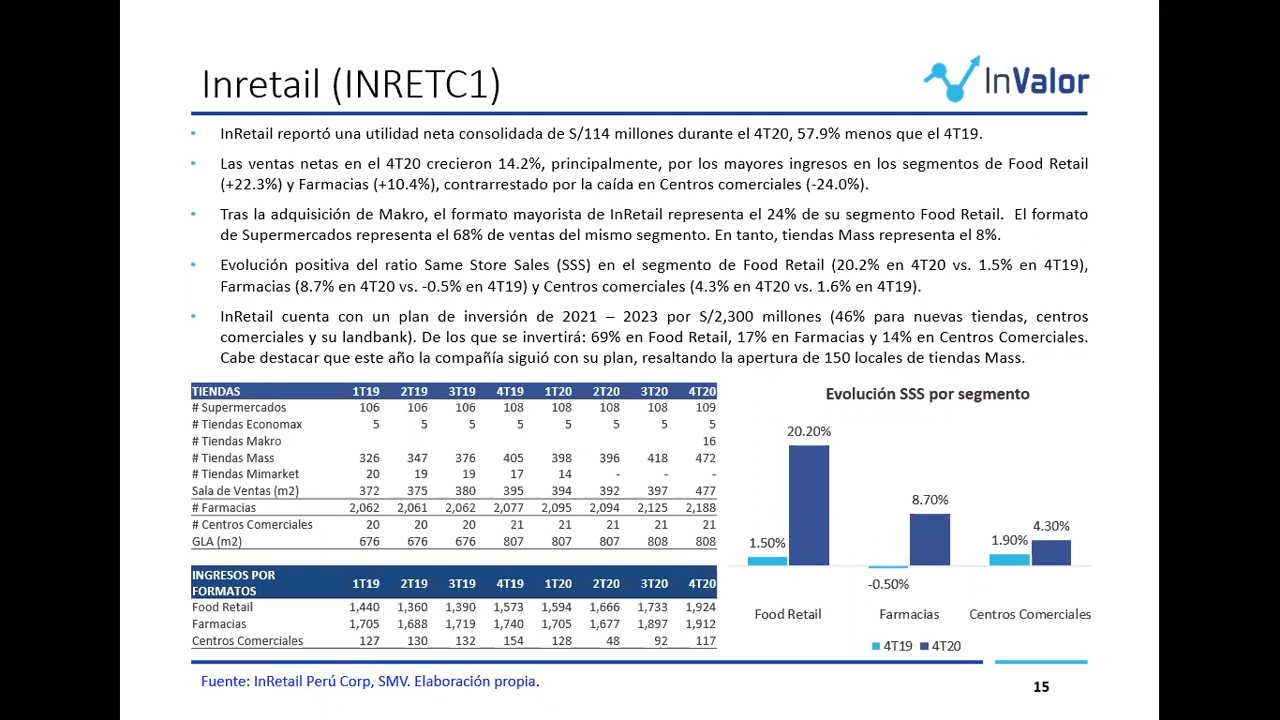 Inretail (INRETC1)
InValor
• InRetail reportó una utilidad neta consolidada de S/114 millones durante el 4T20, 57.9% menos que el 4T19.
• Las ventas netas en el 4T20 crecieron 14.2%, principalmente, por los mayores ingresos en los segmentos de Food Retail
(+22.3%) y Farmacias (+10.4%), contrarrestado por la caída en Centros comerciales (-24.0%).
• Tras la adquisición de Makro, el formato mayorista de InRetail representa el 24% de su segmento Food Retail. El formato
de Supermercados representa el 68% de ventas del mismo segmento. En tanto, tiendas Mass representa el 8%.
• Evolución positiva del ratio Same Store Sales (SSS) en el segmento de Food Retail (20.2% en 4T20 vs. 1.5% en 4T19),
Farmacias (8.7% en 4T20 vs. -0.5% en 4T19) y Centros comerciales (4.3% en 4T20 vs. 1.6% en 4T19).
• InRetail cuenta con un plan de inversión de 2021 – 2023 por S/2,300 millones (46% para nuevas tiendas, centros
comerciales y su landbank). De los que se invertirá: 69% en Food Retail, 17% en Farmacias y 14% en Centros Comerciales.
Cabe destacar que este año la compañía siguió con su plan, resaltando la apertura de 150 locales de tiendas Mass.
TIENDAS 1T19 2T19 3T19 4T19 1T20 2T20 3T20 4T20
# Supermercados 106 106 106 108 108 108 108 109
# Tiendas Economax 5 5 5 5 5 5 5 5
# Tiendas Makro 16
# Tiendas Mass 326 347 376 405 398 396 418 472
# Tiendas Mimarket 20 19 19 17 14 - - -
Sala de Ventas (m2) 372 375 380 395 394 392 397 477
# Farmacias 2,062 2,061 2,062 2,077 2,095 2,094 2,125 2,188
# Centros Comerciales 20 20 20 21 21 21 21 21
GLA (m2) 676 676 676 807 807 807 808 808
INGRESOS POR
FORMATOS 1T19 2T19 3T19 4T19 1T20 2T20 3T20 4T20
Food Retail 1,440 1,360 1,390 1,573 1,594 1,666 1,733 1,924
Farmacias 1,705 1,688 1,719 1,740 1,705 1,677 1,897 1,912
Centros Comerciales 127 130 132 154 128 48 92 117
Evolución SSS por segmento
20.20%
8.70%
1.50% 1.90% 4.30%
-0.50%
Food Retail Farmacias Centros Comerciales
4T19 4T20
Fuente: InRetail Perú Corp, SMV. Elaboración propia.
15